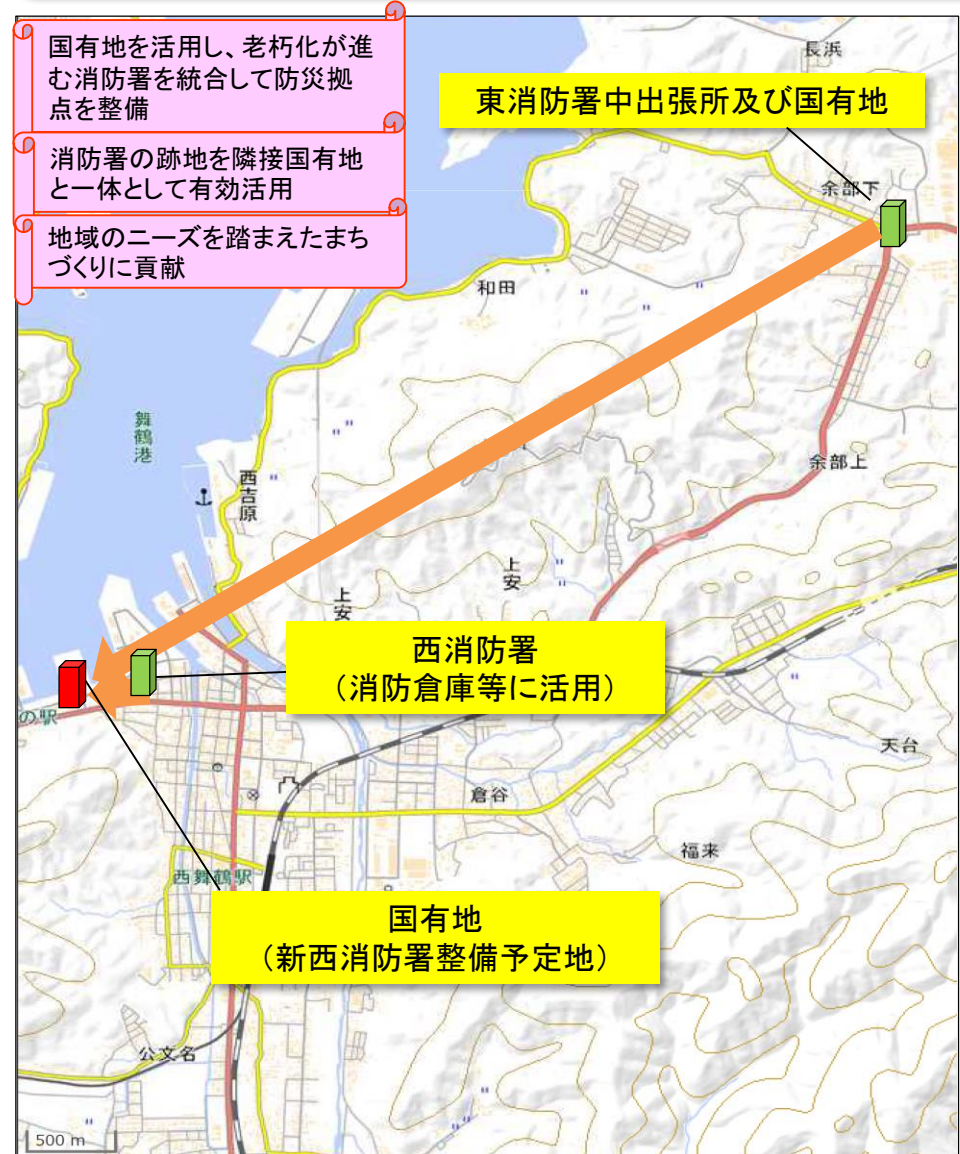 国有地を活用し、老朽化が進
む消防署を統合して防災拠
点を整備
消防署の跡地を隣接国有地
と一体として有効活用
地域のニーズを踏まえたまち
づくりに貢献
長浜
東消防署中出張所及び国有地
余部下
和田
舞鶴港
西吉原
余部上
上安
上安
西消防署
（消防倉庫等に活用）
の駅
天台
倉谷
福来
西舞鶴駅
国有地
（新西消防署整備予定地）
公文名
500 m